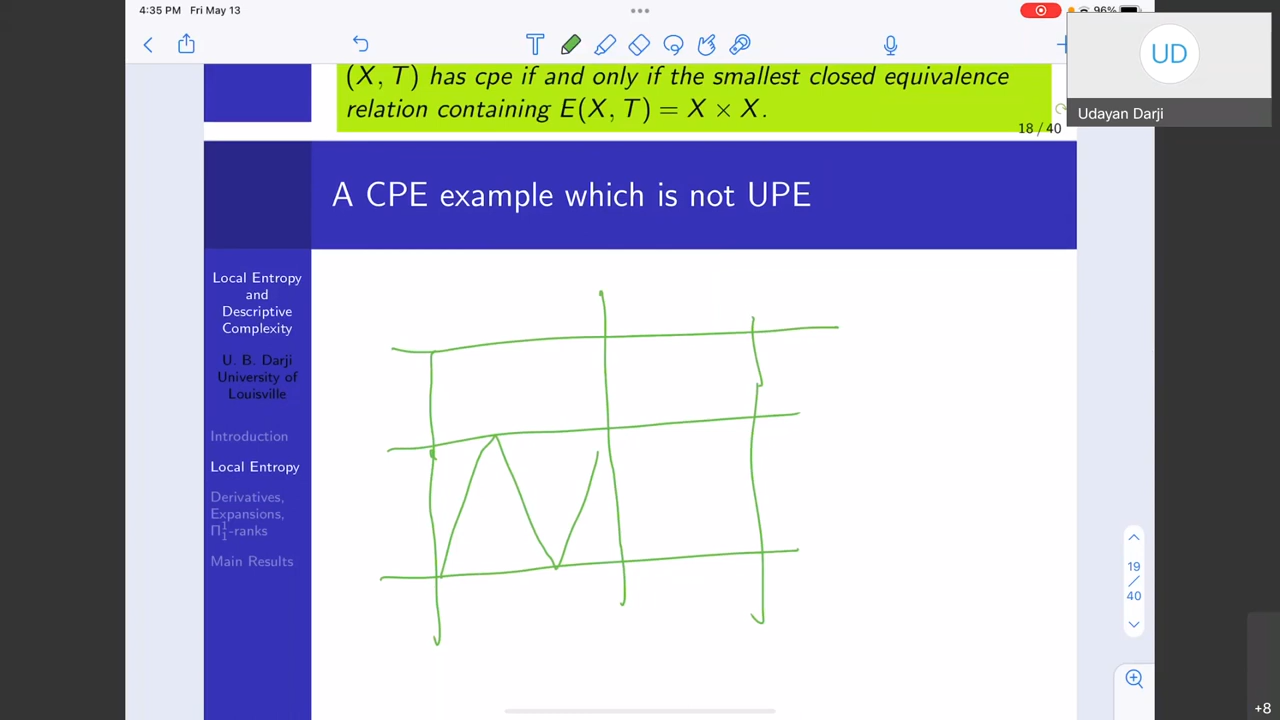 4:35 PM Fri May 13
96%
UD
Udayan Darji
(X, T) has cpe if and only if the smallest closed equivalence
relation containing E(X, T) = X × X.
18 / 40
A CPE example which is not UPE
Local Entropy
and
Descriptive
Complexity
U. B. Darji
University of
Louisville
Introduction
Local Entropy
Derivatives,
Expansions,
Π¹₁-ranks
Main Results
19
/
40
+8